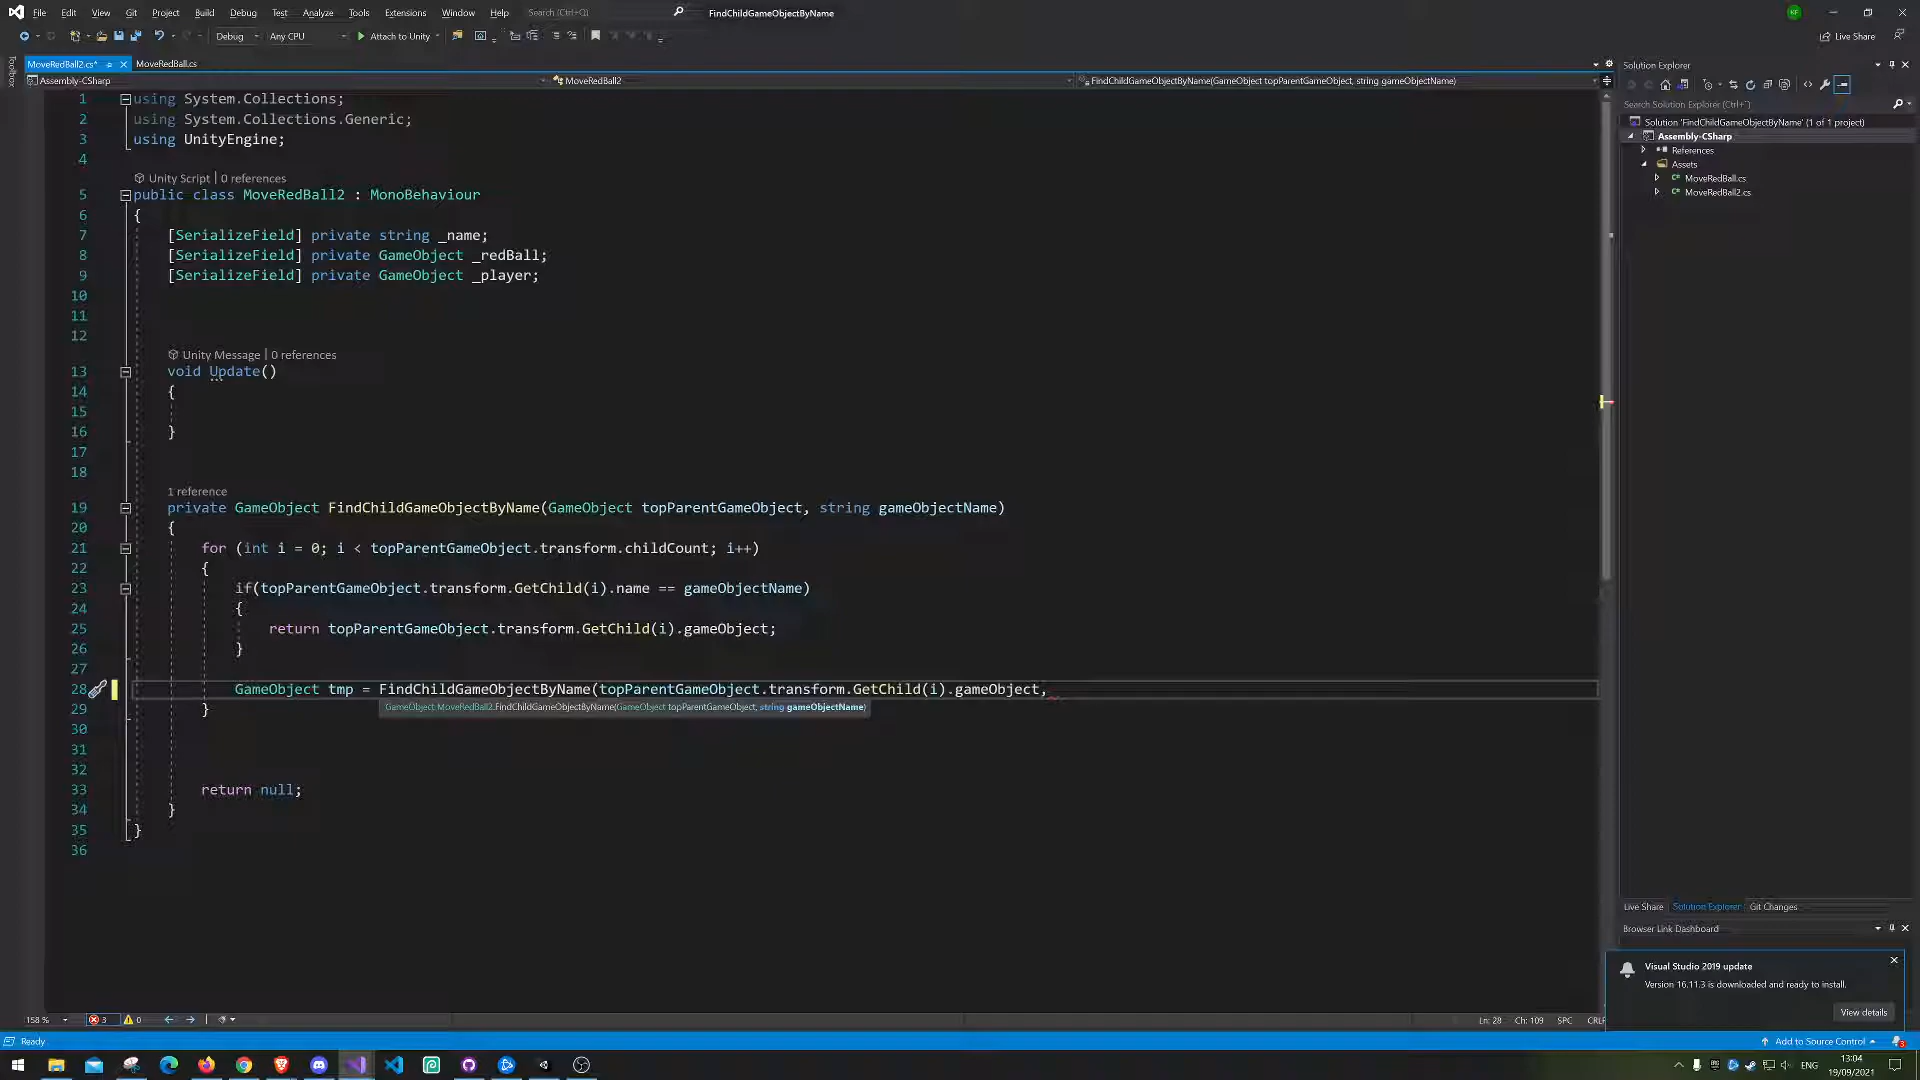 File Edit View Git Project Build Debug Test Analyze Tools Extensions Window Help Search (Ctrl+Q) FindChildGameObjectByName KF
Debug Any CPU Attach to Unity Live Share
MoveRedBall2.cs* MoveRedBall.cs
Assembly-CSharp MoveRedBall2 FindChildGameObjectByName(GameObject topParentGameObject, string gameObjectName)
Toolbox
1 using System.Collections;
2 using System.Collections.Generic;
3 using UnityEngine;
4
Unity Script | 0 references
5 public class MoveRedBall2 : MonoBehaviour
6 {
7 [SerializeField] private string _name;
8 [SerializeField] private GameObject _redBall;
9 [SerializeField] private GameObject _player;
10
11
12
Unity Message | 0 references
13 void Update()
14 {
15
16 }
17
18
1 reference
19 private GameObject FindChildGameObjectByName(GameObject topParentGameObject, string gameObjectName)
20 {
21 for (int i = 0; i < topParentGameObject.transform.childCount; i++)
22 {
23 if(topParentGameObject.transform.GetChild(i).name == gameObjectName)
24 {
25 return topParentGameObject.transform.GetChild(i).gameObject;
26 }
27
28 GameObject tmp = FindChildGameObjectByName(topParentGameObject.transform.GetChild(i).gameObject,
GameObject MoveRedBall2.FindChildGameObjectByName(GameObject topParentGameObject, string gameObjectName)
29 }
30
31
32
33 return null;
34 }
35 }
36
Solution Explorer
Search Solution Explorer (Ctrl+;)
Solution 'FindChildGameObjectByName' (1 of 1 project)
Assembly-CSharp
References
Assets
MoveRedBall.cs
MoveRedBall2.cs
Live Share Solution Explorer Git Changes
Browser Link Dashboard
Visual Studio 2019 update
Version 16.11.3 is downloaded and ready to install.
View details
158 % 3 0 Ln: 28 Ch: 109 SPC CRLF
Ready Add to Source Control
ENG 13:04
19/09/2021